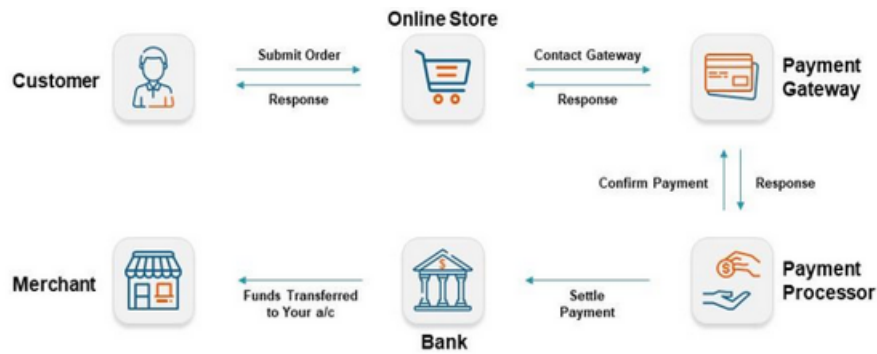 Online Store
Customer
Submit Order
Response
Contact Gateway
Response
Payment
Gateway
Confirm Payment
Response
Merchant
Funds Transferred
to Your a/c
Bank
Settle
Payment
Payment
Processor